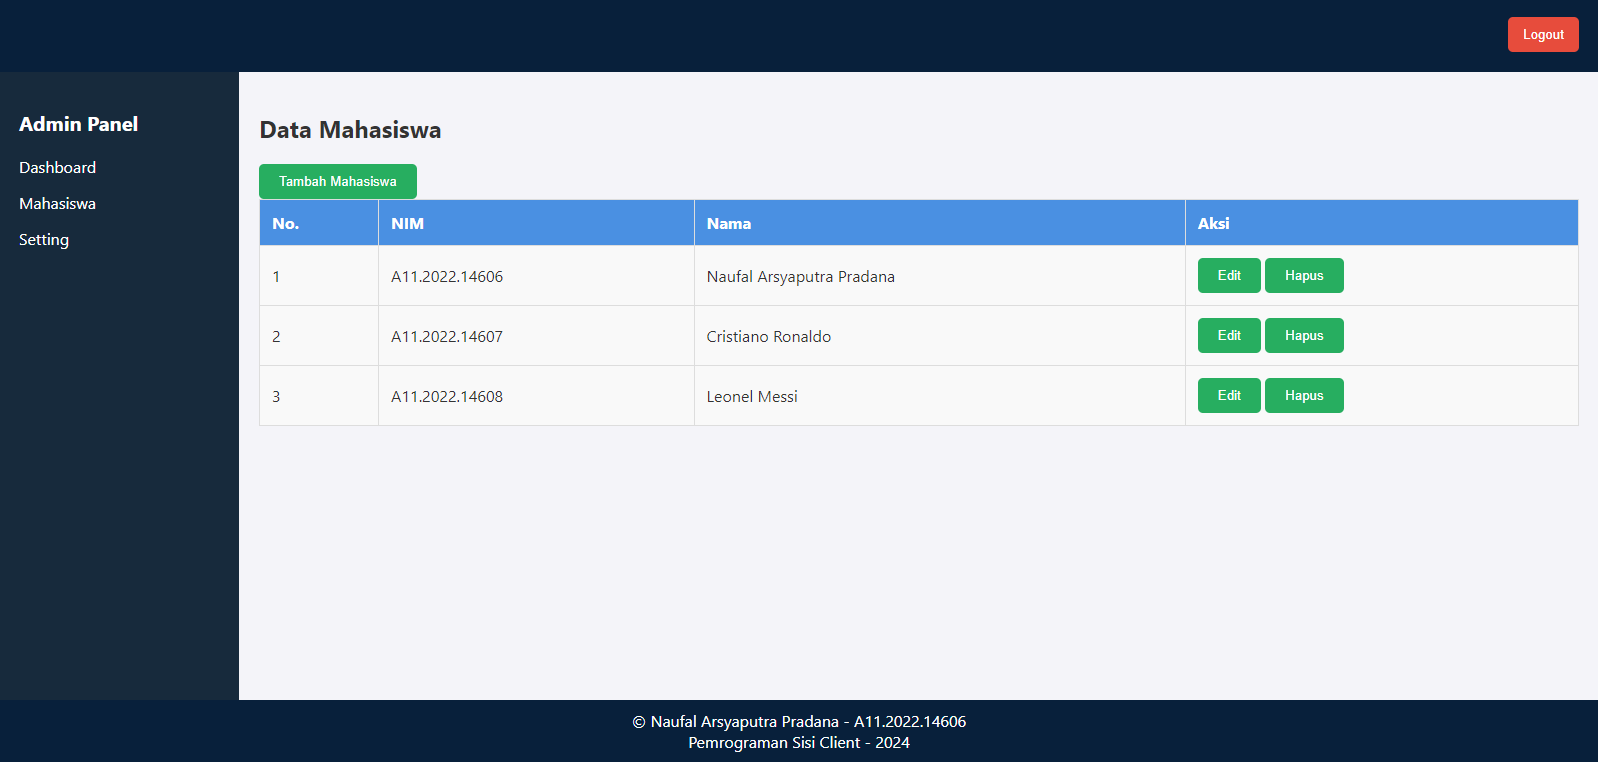 Logout
Admin Panel
Dashboard
Mahasiswa
Setting
Data Mahasiswa
Tambah Mahasiswa
No. NIM Nama Aksi
1 A11.2022.14606 Naufal Arsyaputra Pradana Edit Hapus
2 A11.2022.14607 Cristiano Ronaldo Edit Hapus
3 A11.2022.14608 Leonel Messi Edit Hapus
© Naufal Arsyaputra Pradana - A11.2022.14606
Pemrograman Sisi Client - 2024